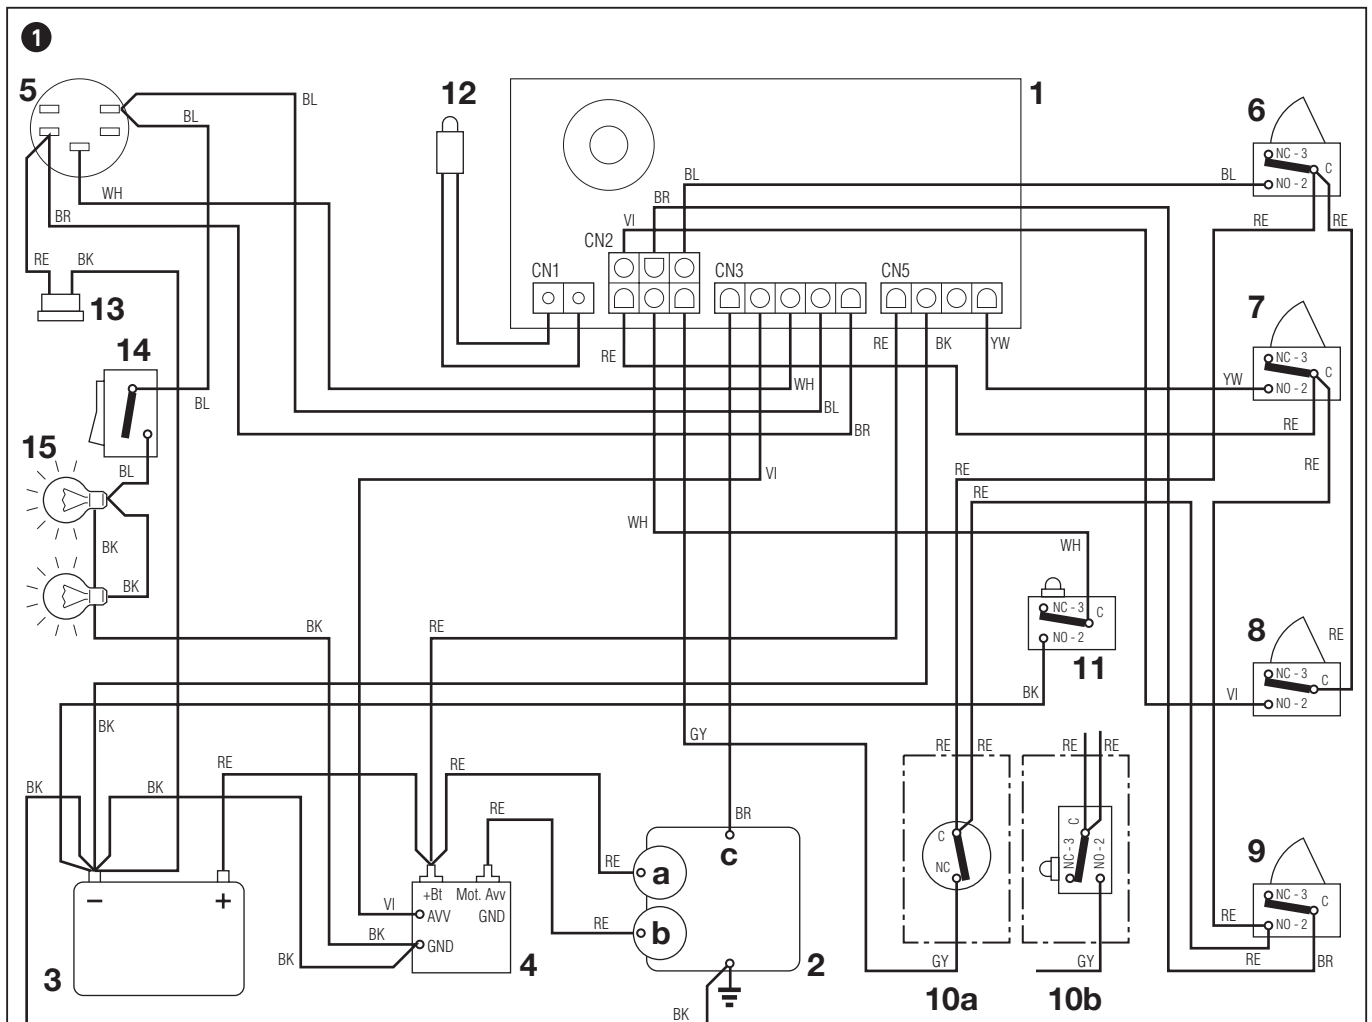 1
5
12
1
6
BL
BL
NC - 3
C
NO - 2
BL
BL
WH
BR
BR
VI
RE
RE
CN2
RE
BK
CN1
CN3
CN5
13
7
14
RE
RE
BK
YW
NC - 3
C
NO - 2
YW
WH
BL
BL
BR
RE
15
BL
VI
RE
RE
RE
WH
WH
BK
BK
NC - 3
C
NO - 2
11
8
RE
BK
RE
NC - 3
C
NO - 2
VI
BK
BK
GY
RE
RE
RE
RE
RE
RE
BK
BK
RE
BR
c
C
NC
C
NC - 3
NO - 2
9
RE
a
+Bt
Mot. Avv
NC - 3
C
NO - 2
−
+
VI
AVV
GND
RE
b
RE
BK
GND
3
BK
4
2
GY
GY
RE
BR
10a
10b
BK